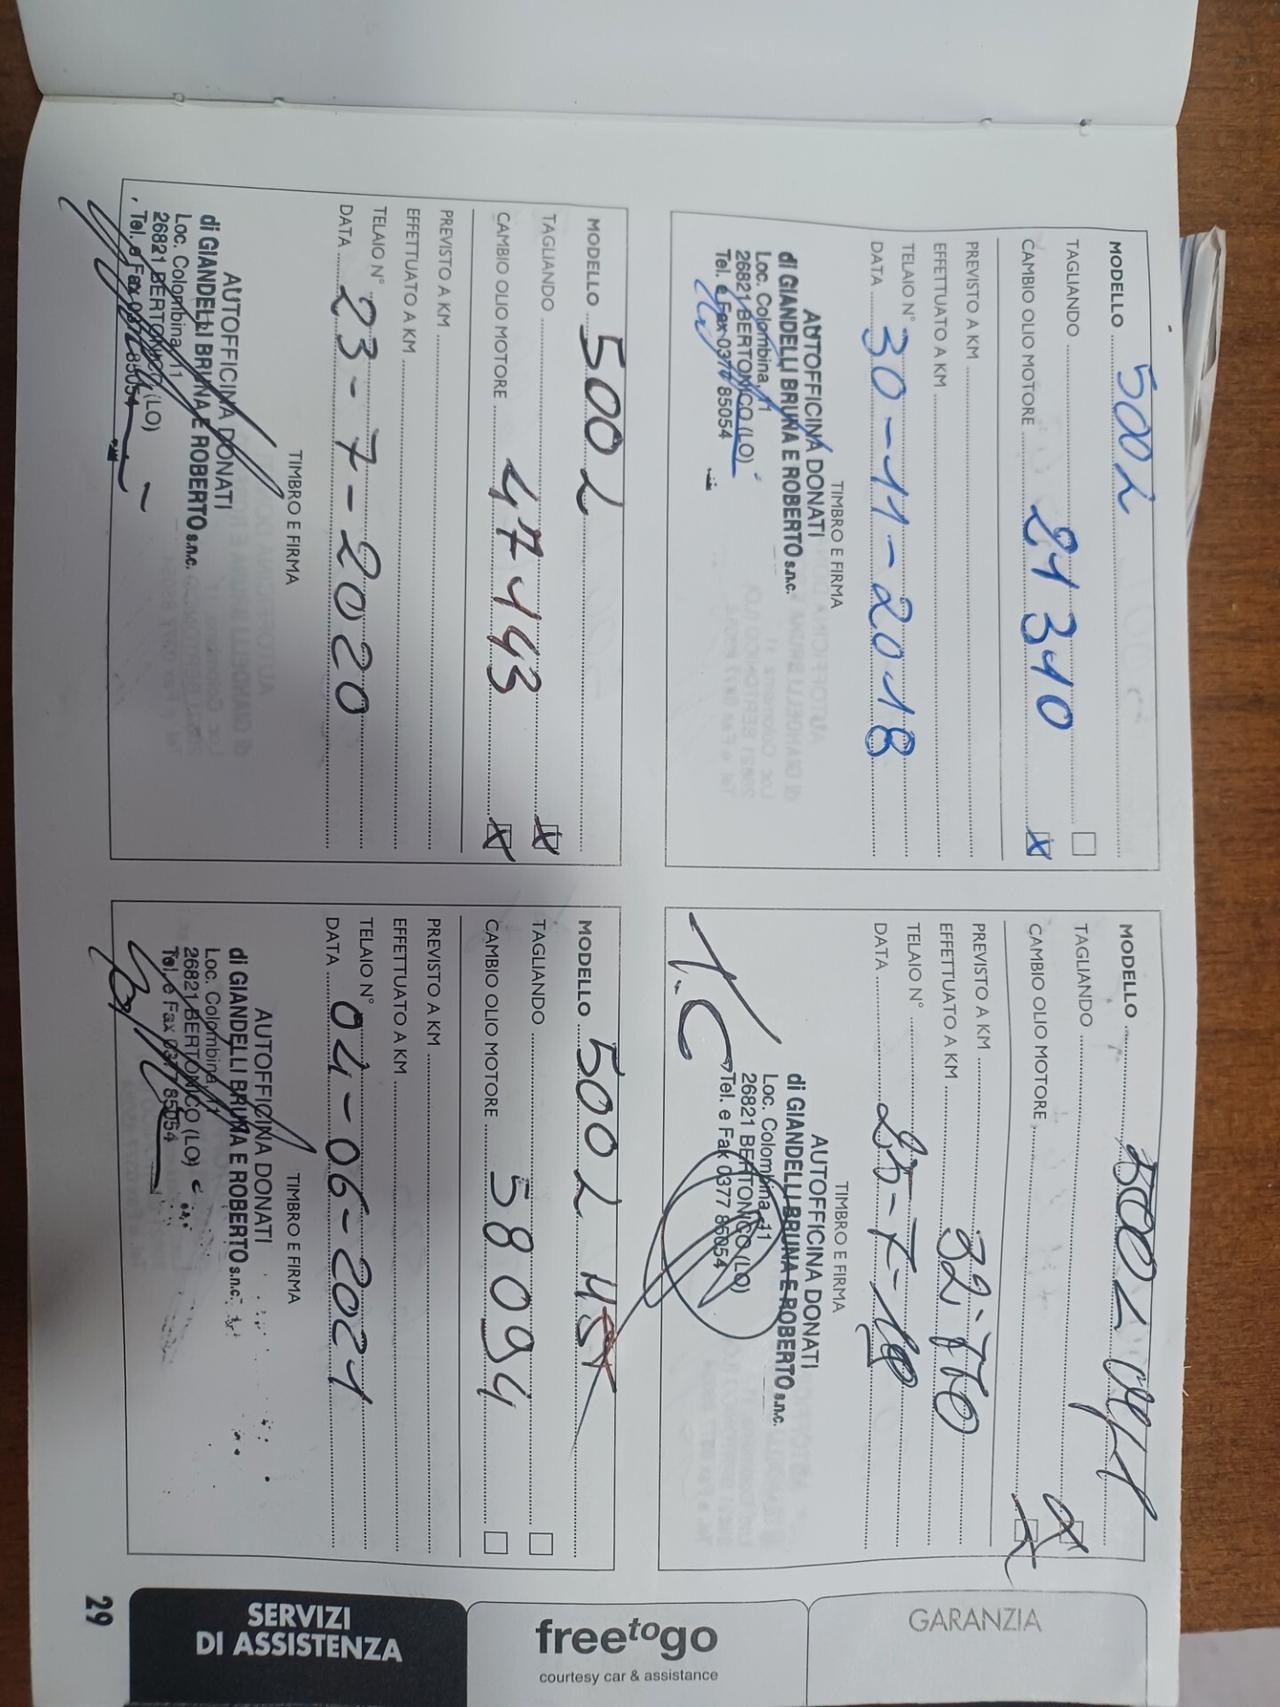 MODELLO 500 L
TAGLIANDO
CAMBIO OLIO MOTORE 21310 X
PREVISTO A KM
EFFETTUATO A KM
TELAIO N°
DATA 30-11-2018
TIMBRO E FIRMA
AUTOFFICINA DONATI
di GIANDELLI BRUNA E ROBERTO s.n.c.
Loc. Colombina 11
26821 BERTONICO (LO)
Tel. e Fax 0377 85054
MODELLO 500 L
TAGLIANDO X
CAMBIO OLIO MOTORE X
PREVISTO A KM
EFFETTUATO A KM 32770
TELAIO N°
DATA
TIMBRO E FIRMA
AUTOFFICINA DONATI
di GIANDELLI BRUNA E ROBERTO s.n.c.
Loc. Colombina, 11
26821 BERTONICO (LO)
Tel. e Fax 0377 85054
MODELLO 500 L
TAGLIANDO X
CAMBIO OLIO MOTORE 47443 X
PREVISTO A KM
EFFETTUATO A KM
TELAIO N°
DATA 23-7-2020
TIMBRO E FIRMA
AUTOFFICINA DONATI
di GIANDELLI BRUNA E ROBERTO s.n.c.
Loc. Colombina, 11
26821 BERTONICO (LO)
Tel. e Fax 0377 85054
MODELLO 500 L
TAGLIANDO
CAMBIO OLIO MOTORE 58094
PREVISTO A KM
EFFETTUATO A KM
TELAIO N°
DATA 01-06-2021
TIMBRO E FIRMA
AUTOFFICINA DONATI
di GIANDELLI BRUNA E ROBERTO s.n.c.
Loc. Colombina, 11
26821 BERTONICO (LO)
Tel. e Fax 0377 85054
GARANZIA
freetogo
courtesy car & assistance
SERVIZI
DI ASSISTENZA
29